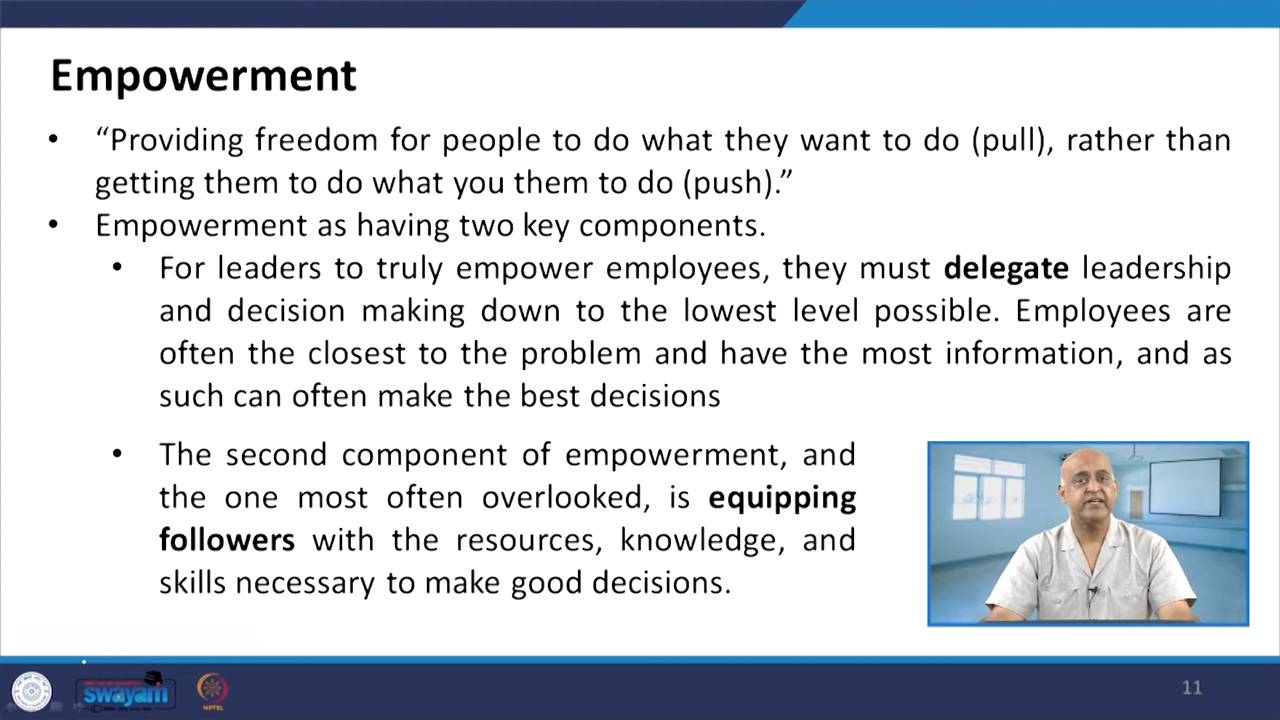 Empowerment
• “Providing freedom for people to do what they want to do (pull), rather than
getting them to do what you them to do (push).”
• Empowerment as having two key components.
• For leaders to truly empower employees, they must delegate leadership
and decision making down to the lowest level possible. Employees are
often the closest to the problem and have the most information, and as
such can often make the best decisions
• The second component of empowerment, and
the one most often overlooked, is equipping
followers with the resources, knowledge, and
skills necessary to make good decisions.
swayam
NPTEL
11